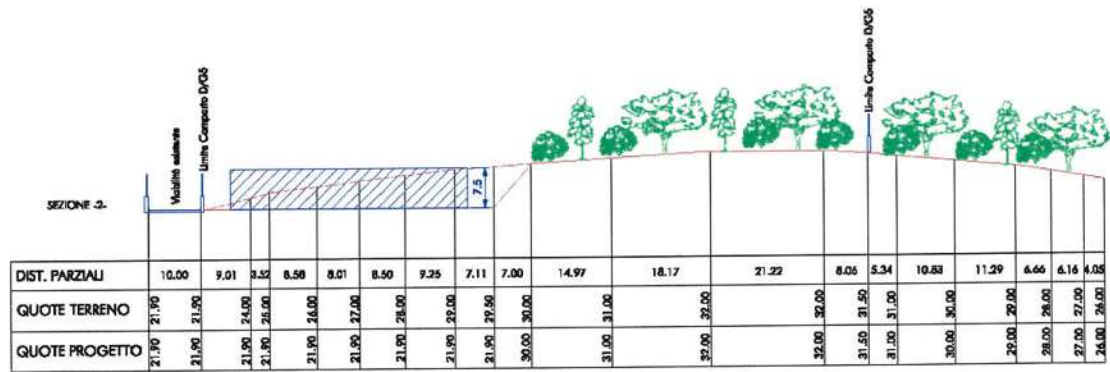 Viabilità esistente
Limite Comparto D/G5
Limite Comparto D/G5
7.5
SEZIONE -2-
DIST. PARZIALI 10.00 9.01 3.52 8.58 8.01 8.50 9.25 7.11 7.00 14.97 18.17 21.22 8.05 5.34 10.83 11.29 6.66 6.16 4.05
QUOTE TERRENO 21.90 21.90 24.00 25.00 26.00 27.00 28.00 29.00 29.50 30.00 31.00 32.00 32.00 31.50 31.00 30.00 29.00 28.00 27.00 26.00
QUOTE PROGETTO 21.90 21.90 21.90 21.90 21.90 21.90 21.90 21.90 21.90 30.00 31.00 32.00 32.00 31.50 31.00 30.00 29.00 28.00 27.00 26.00